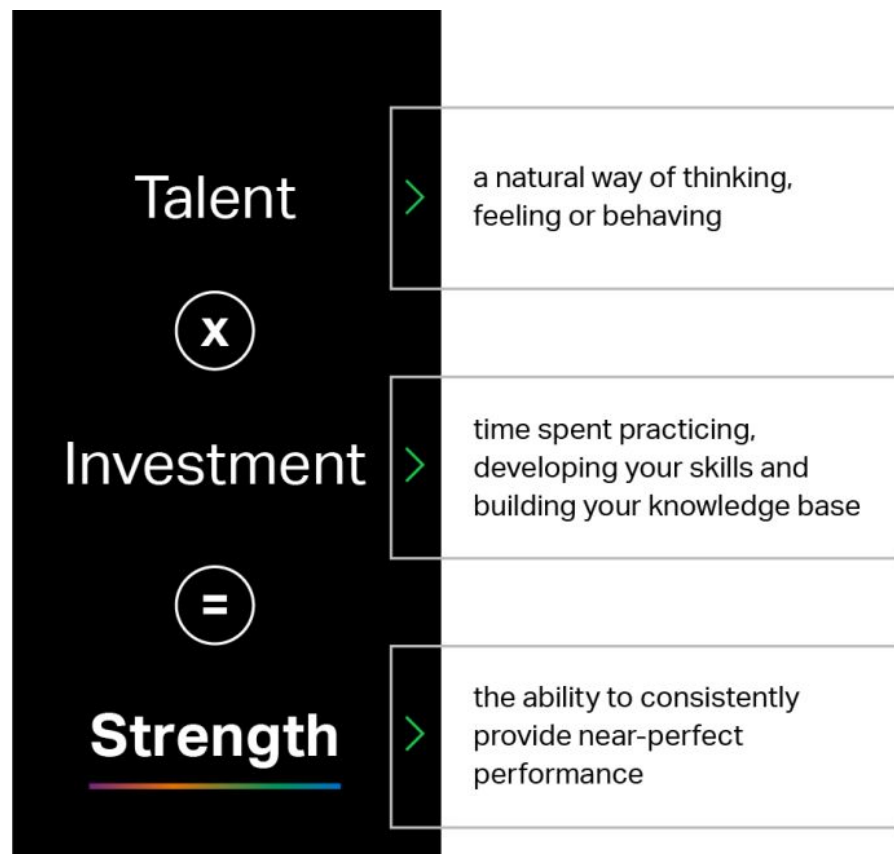 Talent
a natural way of thinking,
feeling or behaving
x
Investment
time spent practicing,
developing your skills and
building your knowledge base
=
Strength
the ability to consistently
provide near-perfect
performance